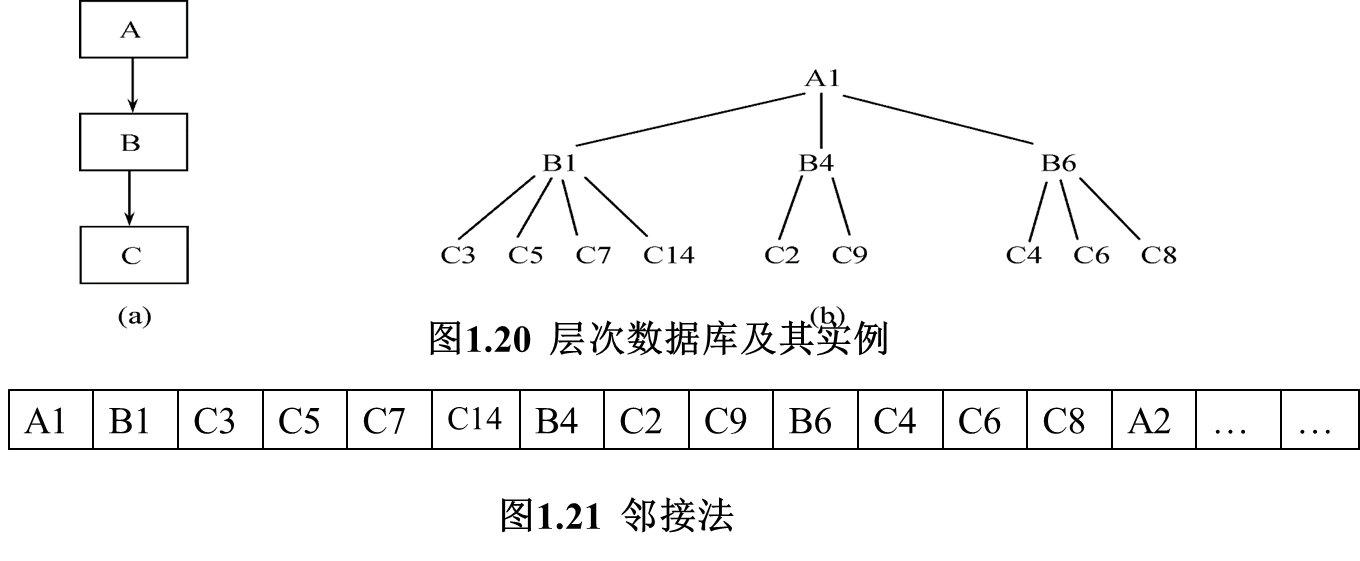 A
B
C
(a)
A1
B1 B4 B6
C3 C5 C7 C14 C2 C9 C4 C6 C8
(b)
图1.20 层次数据库及其实例
A1 B1 C3 C5 C7 C14 B4 C2 C9 B6 C4 C6 C8 A2 … …
图1.21 邻接法